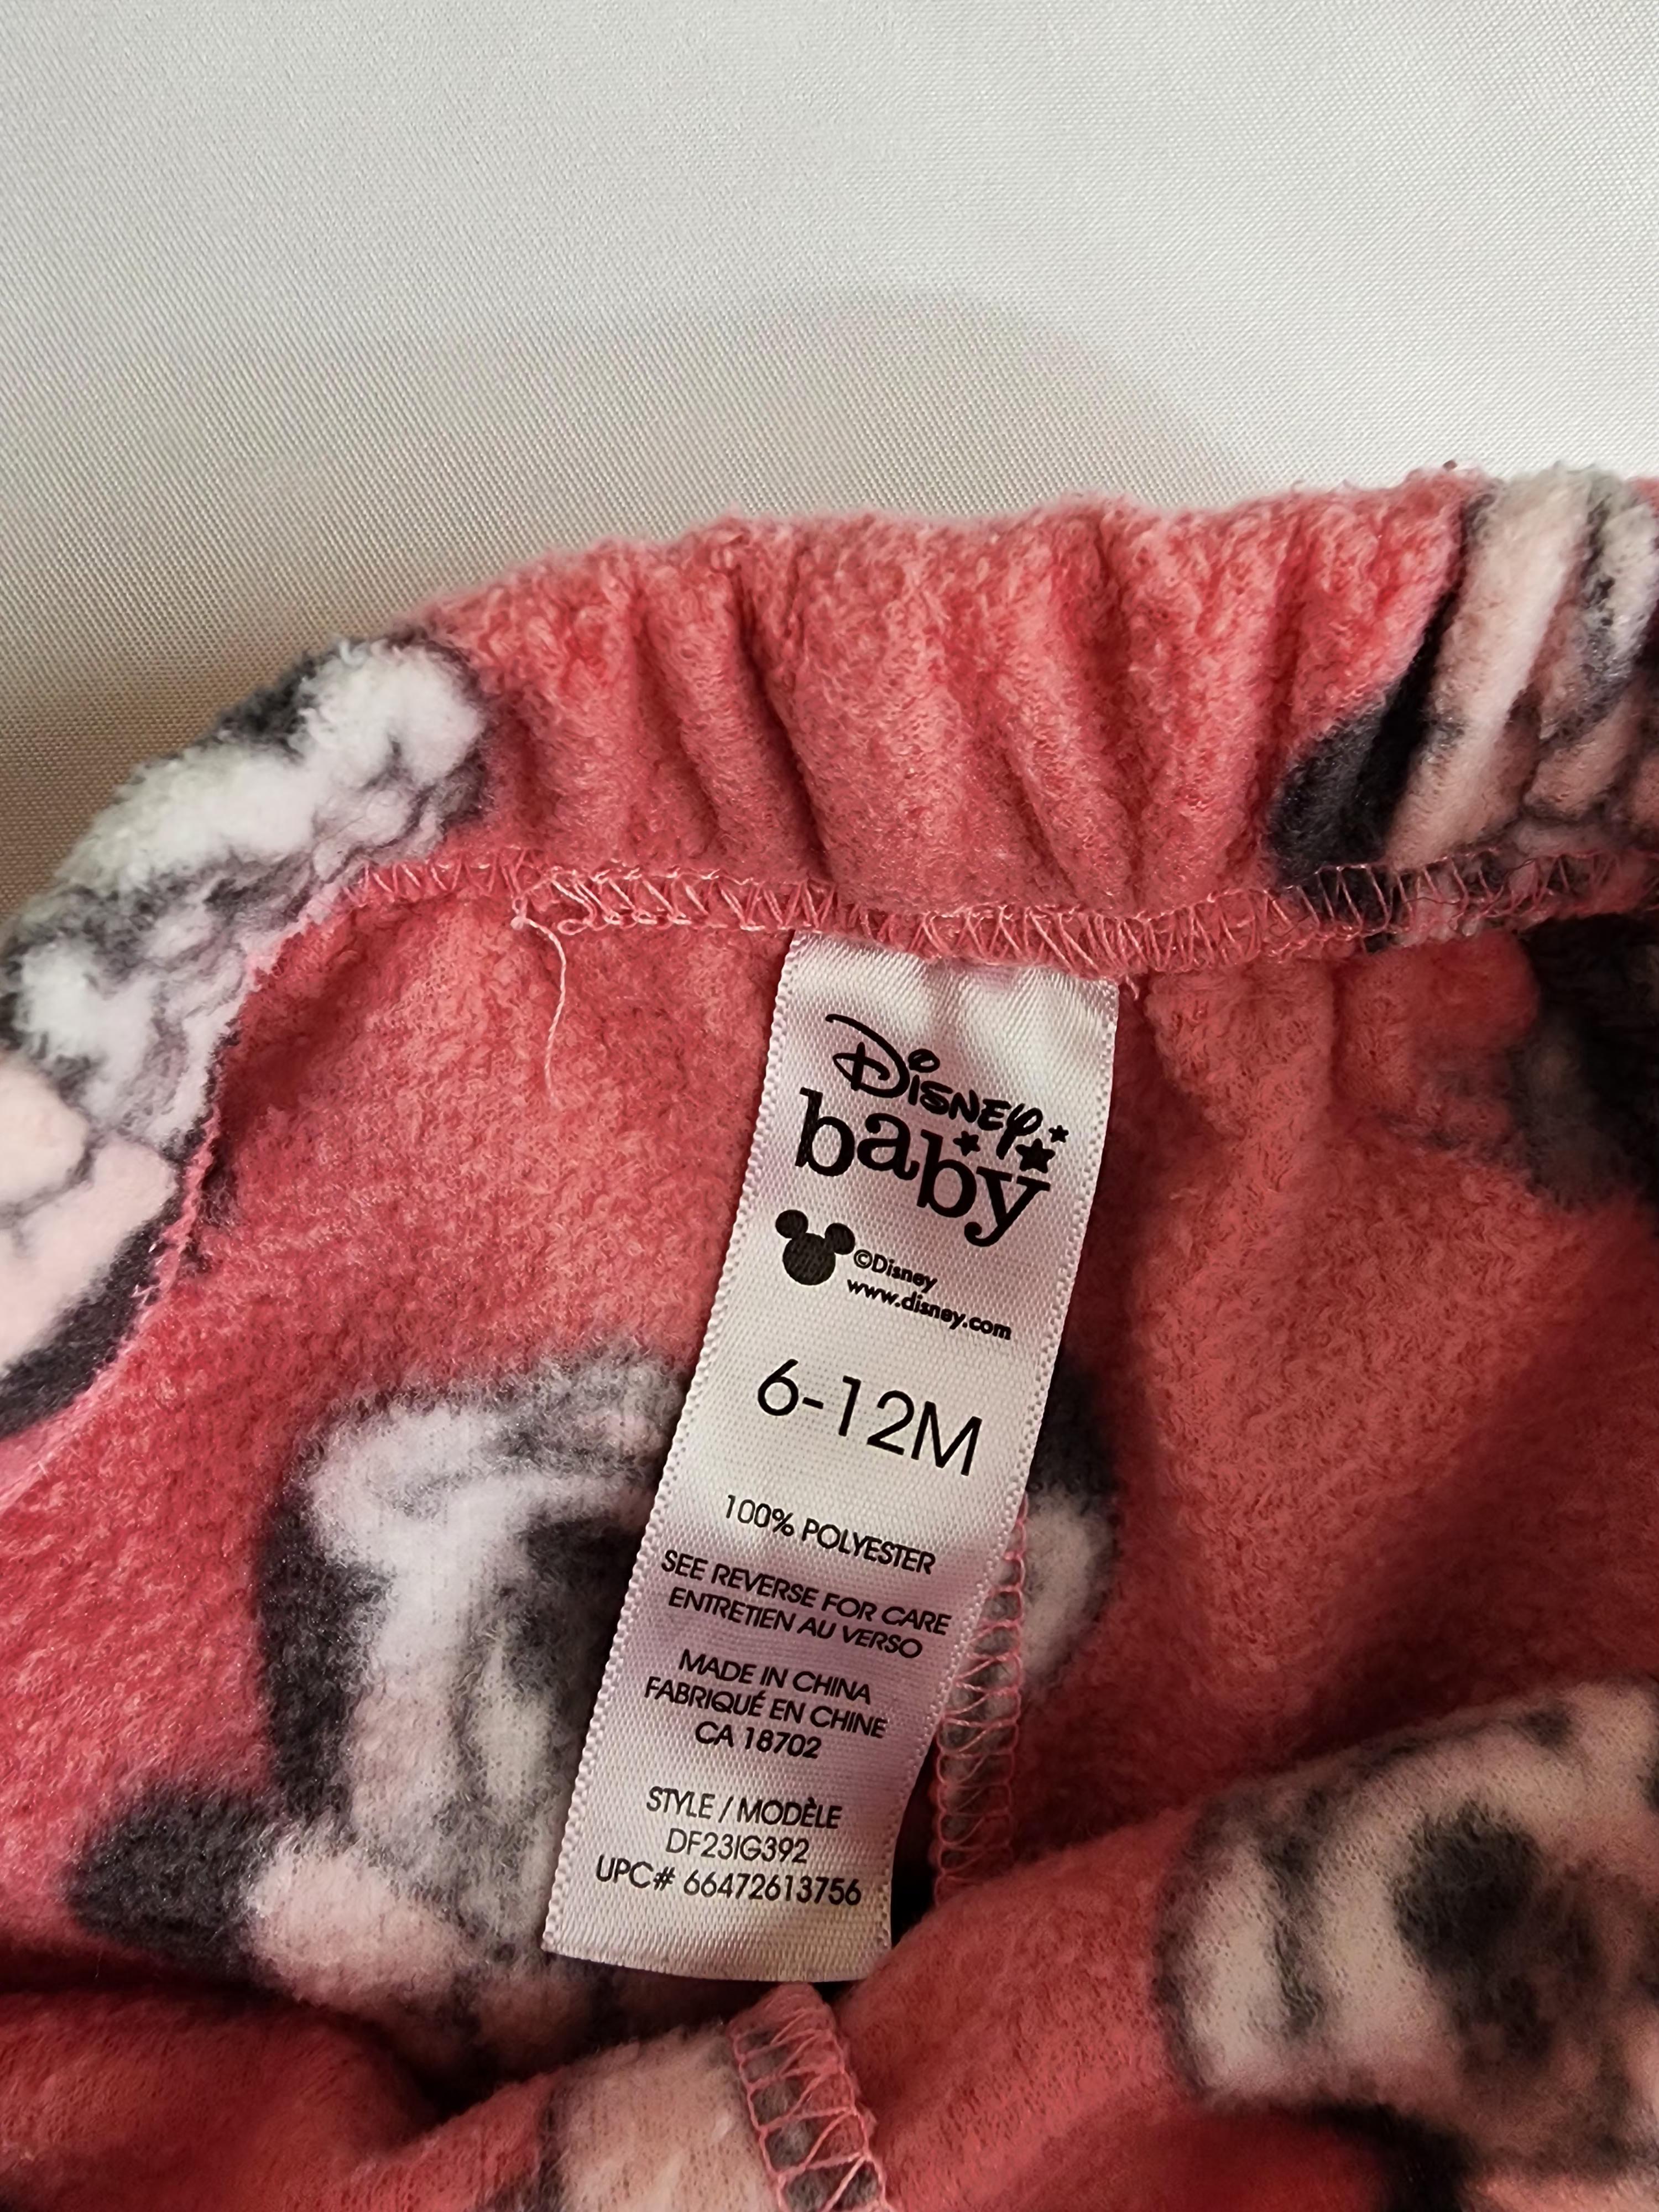 Disney
baby
©Disney
www.disney.com
6-12M
100% POLYESTER
SEE REVERSE FOR CARE
ENTRETIEN AU VERSO
MADE IN CHINA
FABRIQUÉ EN CHINE
CA 18702
STYLE / MODÈLE
DF23IG392
UPC# 66472613756